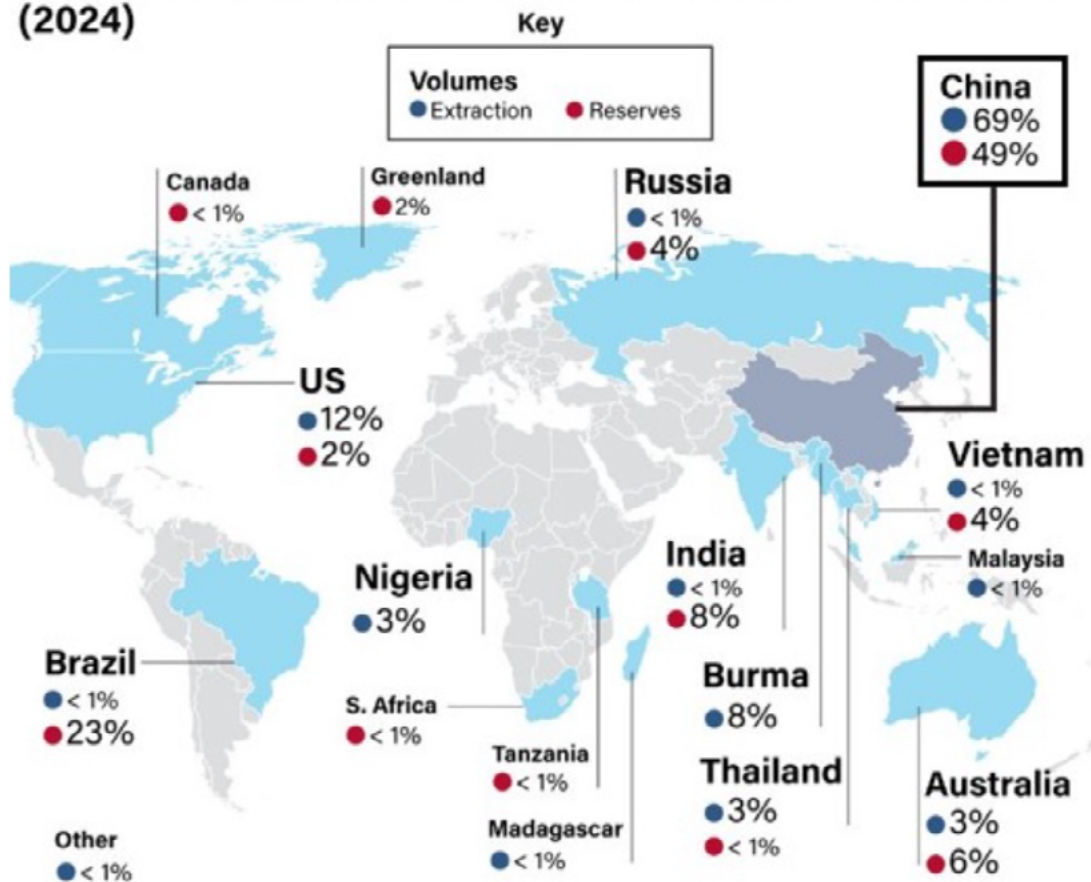 (2024)
Key
Volumes
Extraction Reserves
China
69%
49%
Canada
< 1%
Greenland
2%
Russia
< 1%
4%
US
12%
2%
Vietnam
< 1%
4%
Malaysia
< 1%
India
< 1%
8%
Nigeria
3%
Brazil
< 1%
23%
S. Africa
< 1%
Tanzania
< 1%
Madagascar
< 1%
Burma
8%
Thailand
3%
< 1%
Australia
3%
6%
Other
< 1%